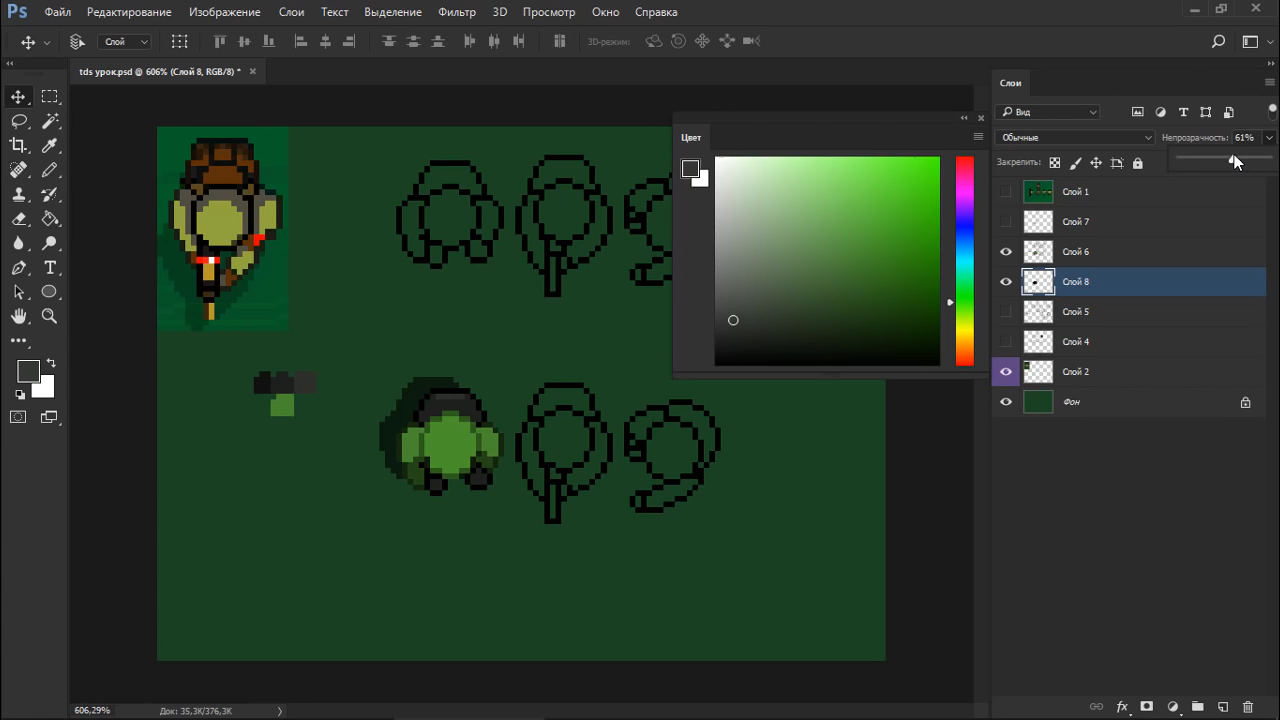 Ps Файл Редактирование Изображение Слои Текст Выделение Фильтр 3D Просмотр Окно Справка
Слой 3D-режим:
tds урок.psd @ 606% (Слой 8, RGB/8) *
Слои
Вид
Цвет
Обычные Непрозрачность: 61%
Закрепить:
Слой 1
Слой 7
Слой 6
Слой 8
Слой 5
Слой 4
Слой 2
Фон
fx
606,29% Док: 35,3K/376,3K